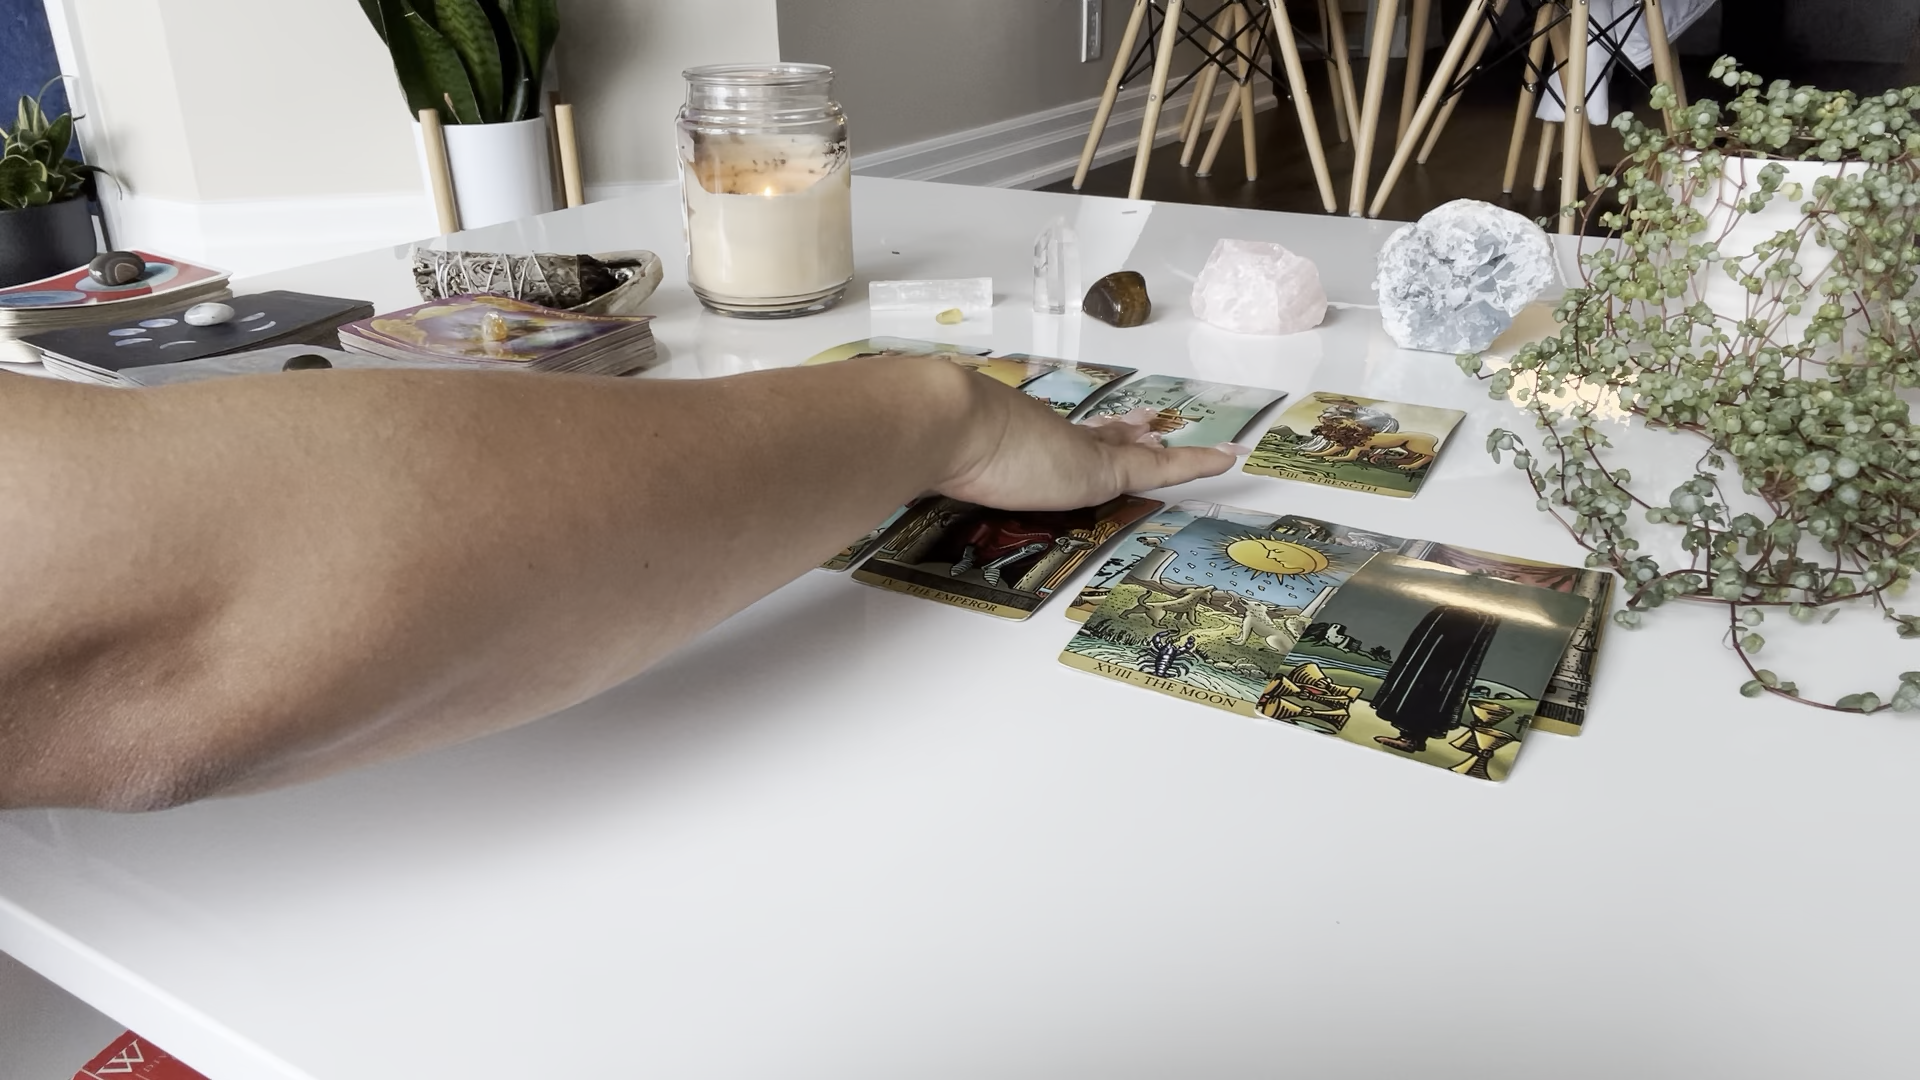 VIII - STRENGTH
IV - THE EMPEROR
XVIII - THE MOON
W